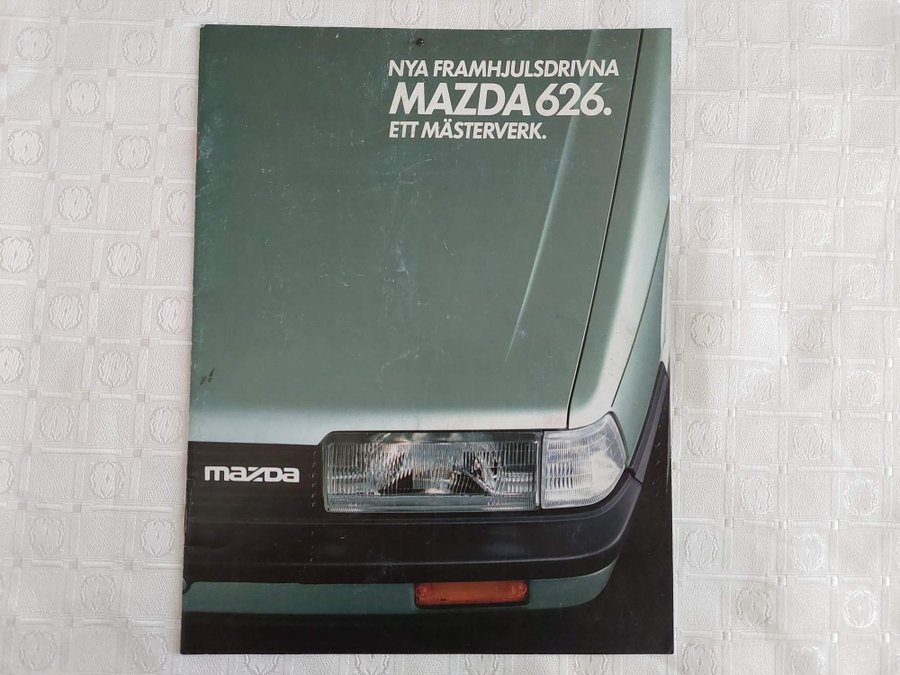 NYA FRAMHJULSDRIVNA
MAZDA 626.
ETT MÄSTERVERK.
mazda